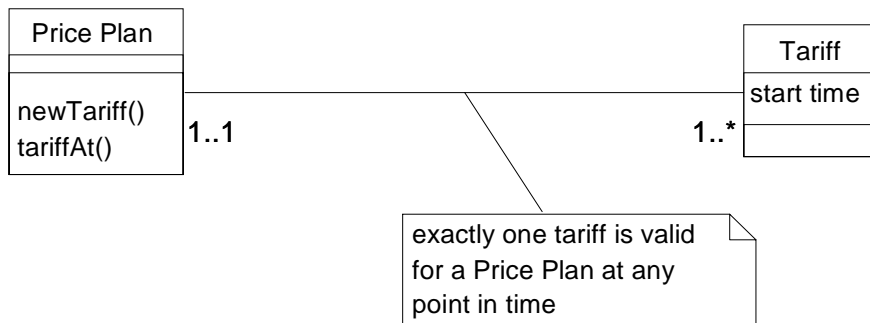 Price Plan
newTariff()
tariffAt()
1..1
1..*
Tariff
start time
exactly one tariff is valid
for a Price Plan at any
point in time